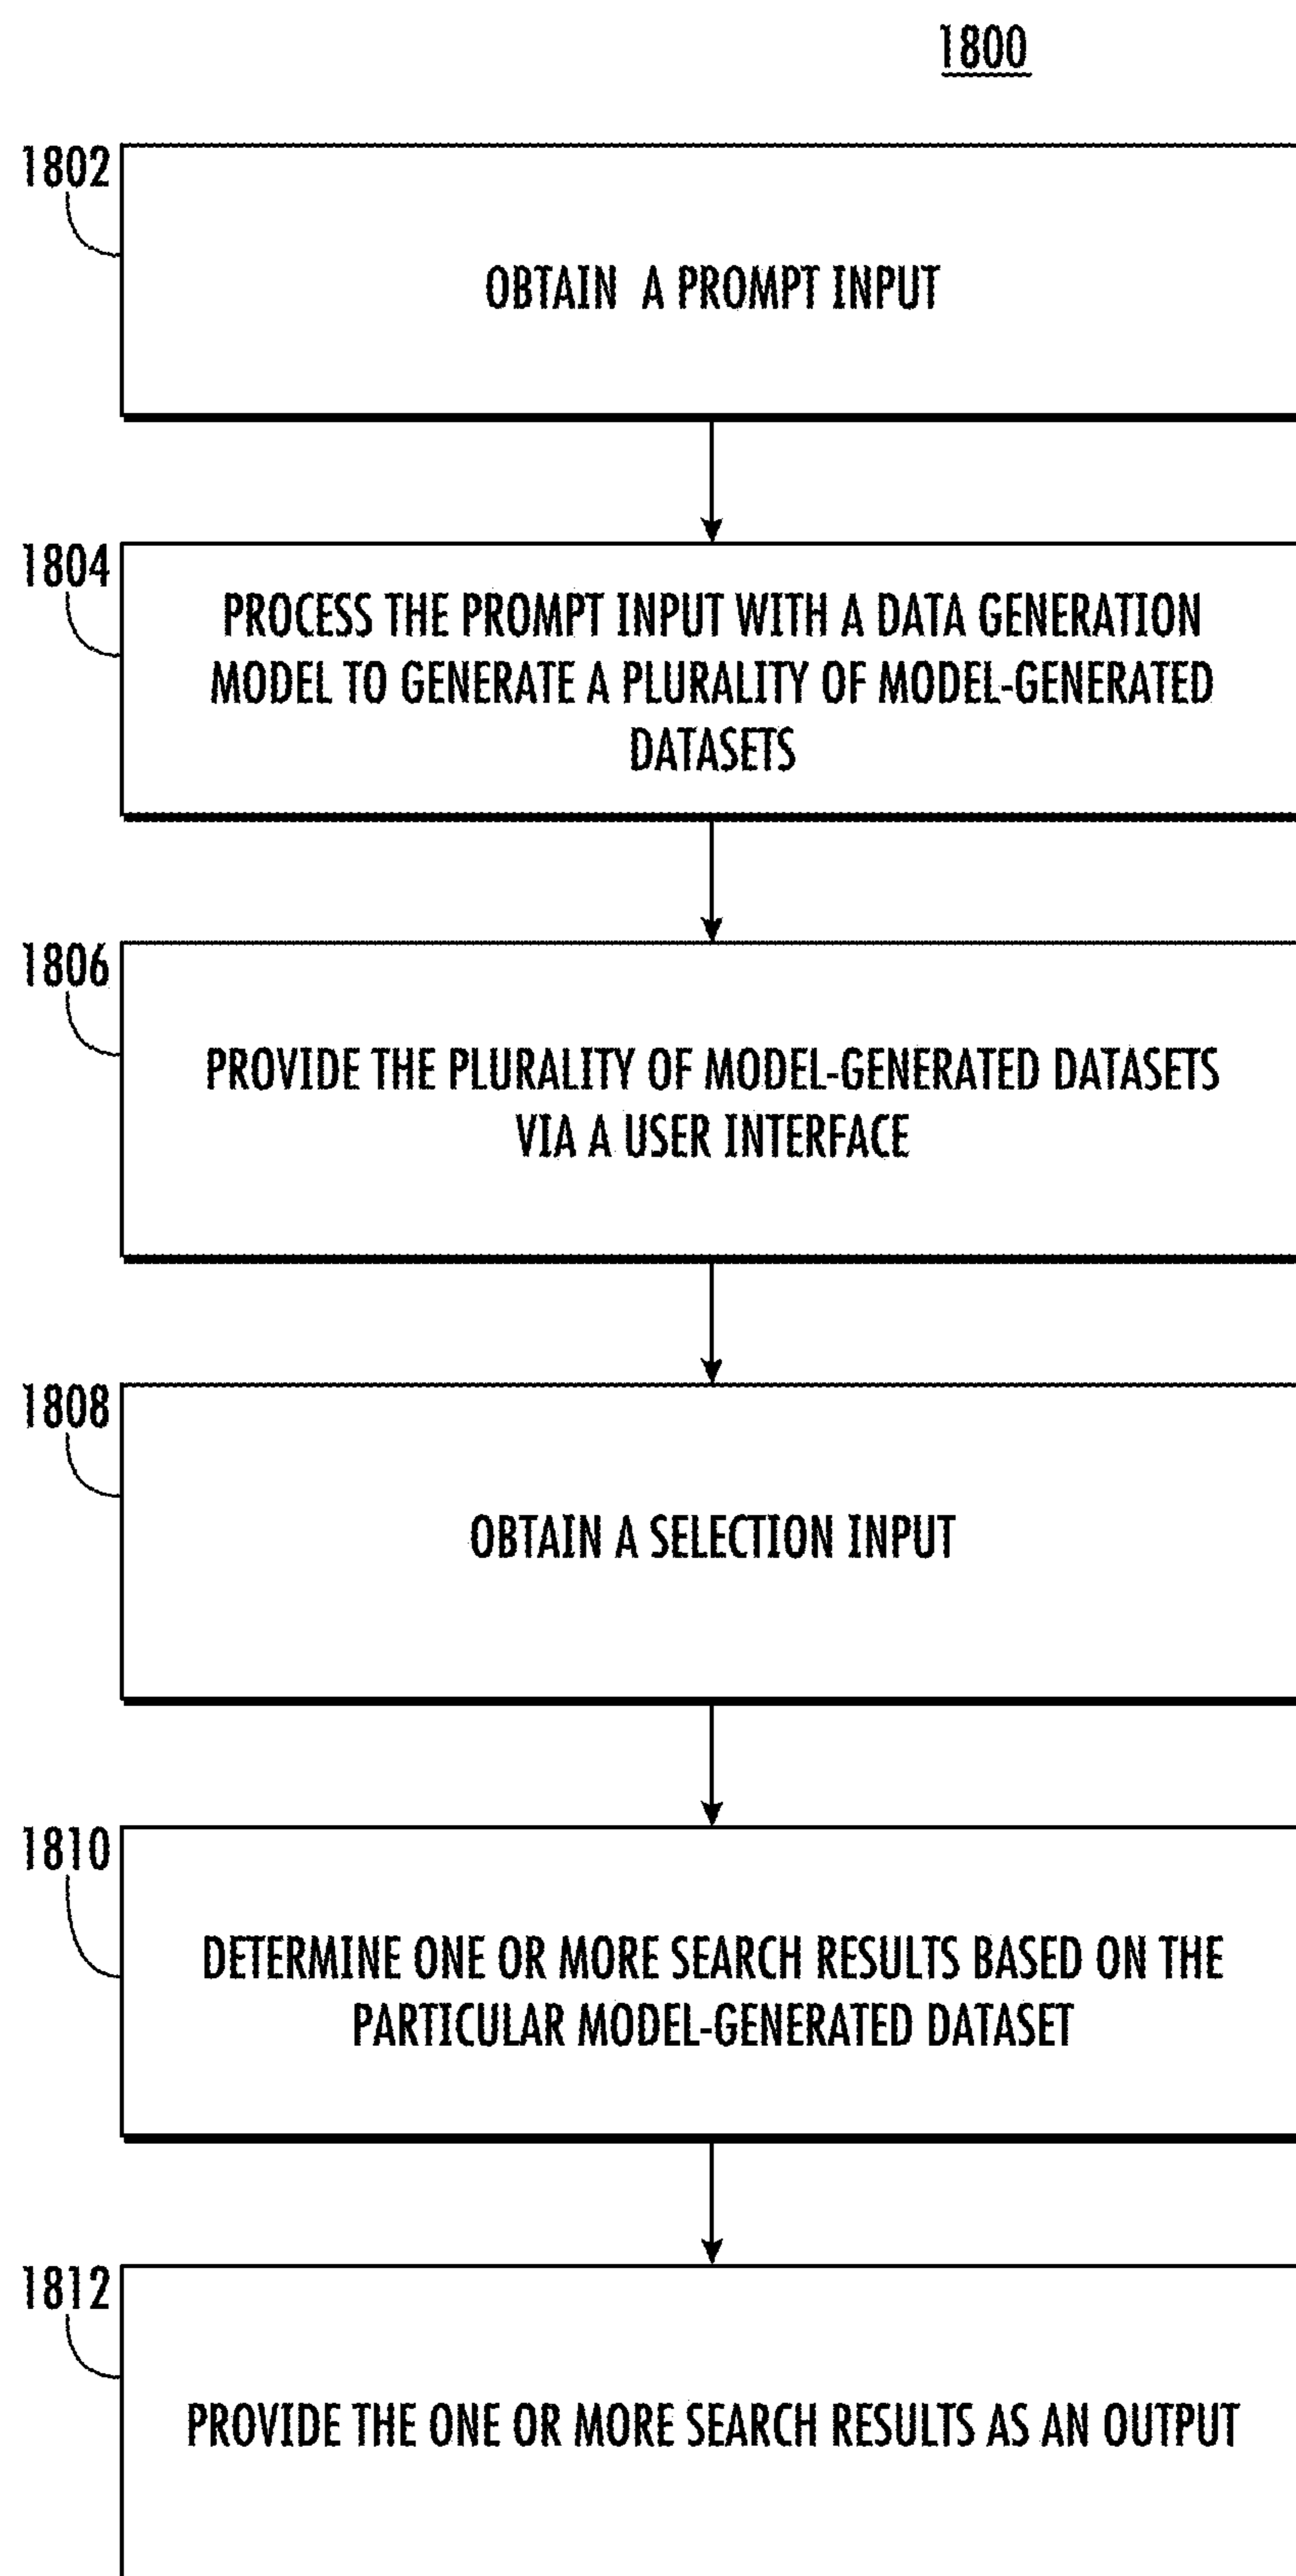 1800
1802
OBTAIN A PROMPT INPUT
1804
PROCESS THE PROMPT INPUT WITH A DATA GENERATION
MODEL TO GENERATE A PLURALITY OF MODEL-GENERATED
DATASETS
1806
PROVIDE THE PLURALITY OF MODEL-GENERATED DATASETS
VIA A USER INTERFACE
1808
OBTAIN A SELECTION INPUT
1810
DETERMINE ONE OR MORE SEARCH RESULTS BASED ON THE
PARTICULAR MODEL-GENERATED DATASET
1812
PROVIDE THE ONE OR MORE SEARCH RESULTS AS AN OUTPUT